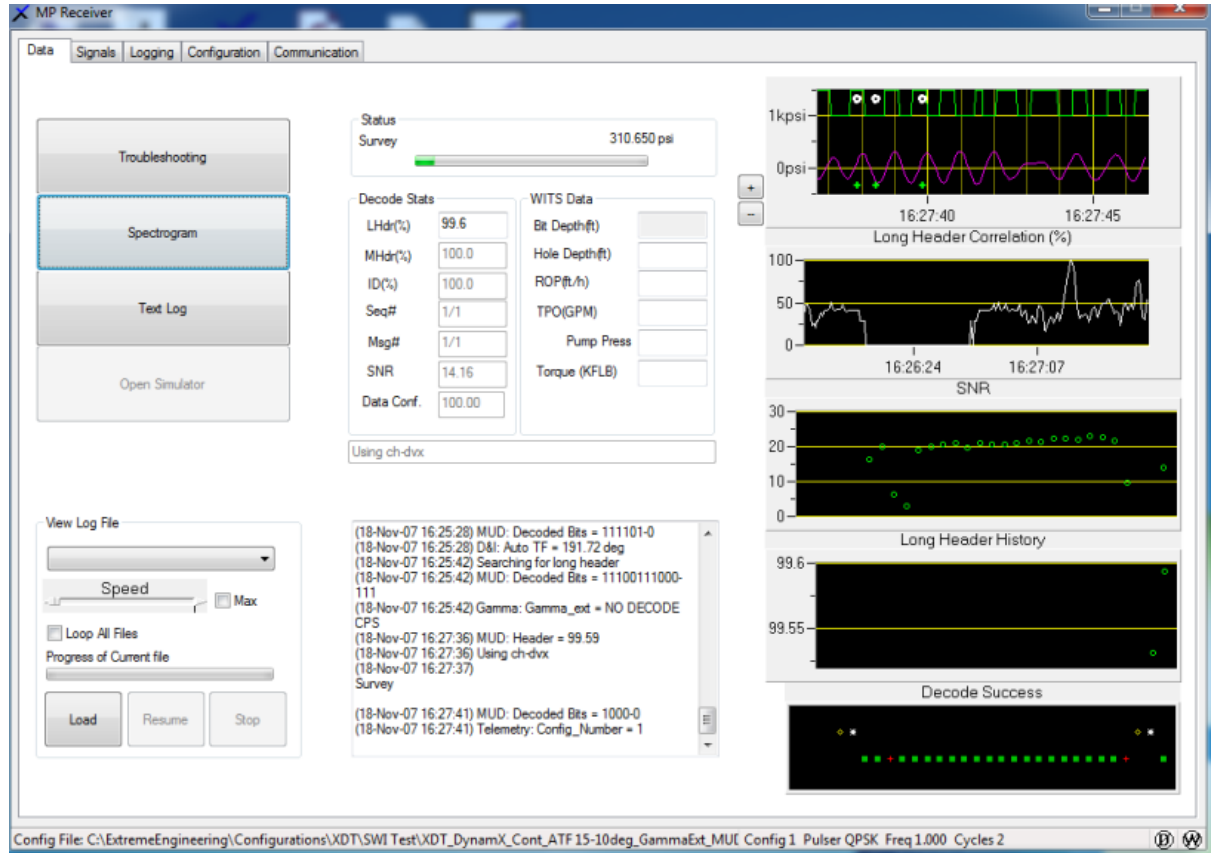 MP Receiver
Data Signals Logging Configuration Communication
Troubleshooting
Spectrogram
Text Log
Open Simulator
Status
Survey 310.650 psi
Decode Stats
LHdr(%) 99.6
MHdr(%) 100.0
ID(%) 100.0
Seq# 1/1
Msg# 1/1
SNR 14.16
Data Conf. 100.00
WITS Data
Bit Depth(ft)
Hole Depth(ft)
ROP(ft/h)
TPO(GPM)
Pump Press
Torque (KFLB)
Using ch-dvx
View Log File
Speed
Max
Loop All Files
Progress of Current file
Load Resume Stop
(18-Nov-07 16:25:28) MUD: Decoded Bits = 111101-0
(18-Nov-07 16:25:28) D&I: Auto TF = 191.72 deg
(18-Nov-07 16:25:42) Searching for long header
(18-Nov-07 16:25:42) MUD: Decoded Bits = 11100111000-
111
(18-Nov-07 16:25:42) Gamma: Gamma_ext = NO DECODE
CPS
(18-Nov-07 16:27:36) MUD: Header = 99.59
(18-Nov-07 16:27:36) Using ch-dvx
(18-Nov-07 16:27:37)
Survey
(18-Nov-07 16:27:41) MUD: Decoded Bits = 1000-0
(18-Nov-07 16:27:41) Telemetry: Config_Number = 1
+
−
1kpsi
0psi
16:27:40 16:27:45
Long Header Correlation (%)
100
50
0
16:26:24 16:27:07
SNR
30
20
10
0
Long Header History
99.6
99.55
Decode Success
Config File: C:\ExtremeEngineering\Configurations\XDT\SWI Test\XDT_DynamX_Cont_ATF15-10deg_GammaExt_MUI Config 1 Pulser QPSK Freq 1.000 Cycles 2 D W